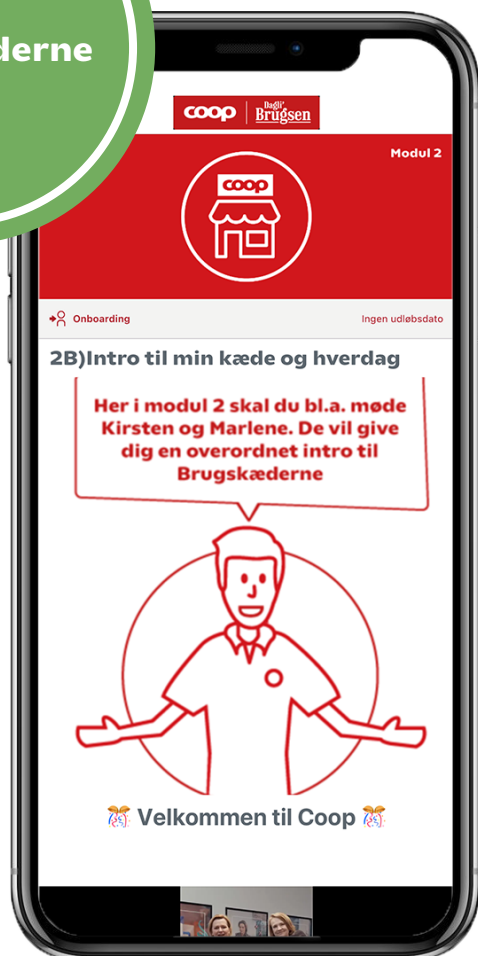 derne
coop Dagli' Brugsen
Modul 2
coop
Onboarding
Ingen udløbsdato
2B)Intro til min kæde og hverdag
Her i modul 2 skal du bl.a. møde
Kirsten og Marlene. De vil give
dig en overordnet intro til
Brugskæderne
Velkommen til Coop